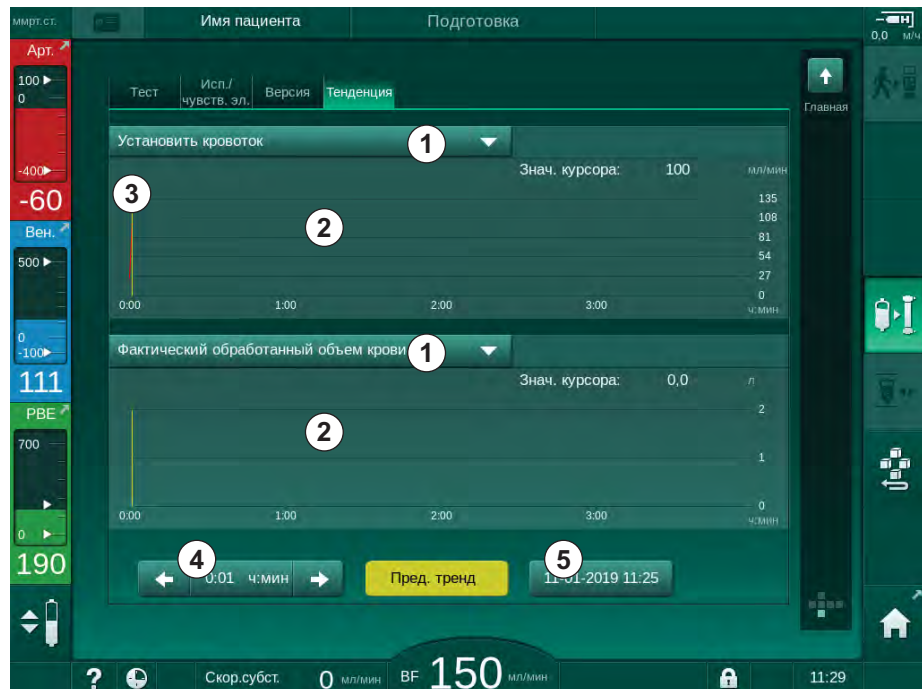 ммрт.ст.
Имя пациента
Подготовка
0,0 м/ч
Арт.
100
0
-400
-60
Вен.
500
0
-100
111
PBE
700
0
190
Тест
Исп./
чувств. эл.
Версия
Тенденция
Главная
Установить кровоток
1
Знач. курсора: 100 мл/мин
3
2
135
108
81
54
27
0
0:00 1:00 2:00 3:00 ч:мин
Фактический обработанный объем крови
1
Знач. курсора: 0,0 л
2
2
1
0
0:00 1:00 2:00 3:00 ч:мин
4
5
0:01 ч:мин
Пред. тренд
11-01-2019 11:25
? Скор.субст. 0 мл/мин BF 150 мл/мин 11:29